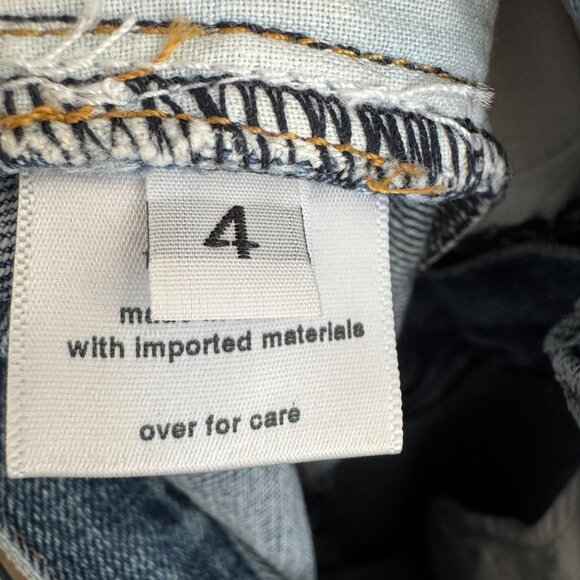 4
with imported materials
over for care